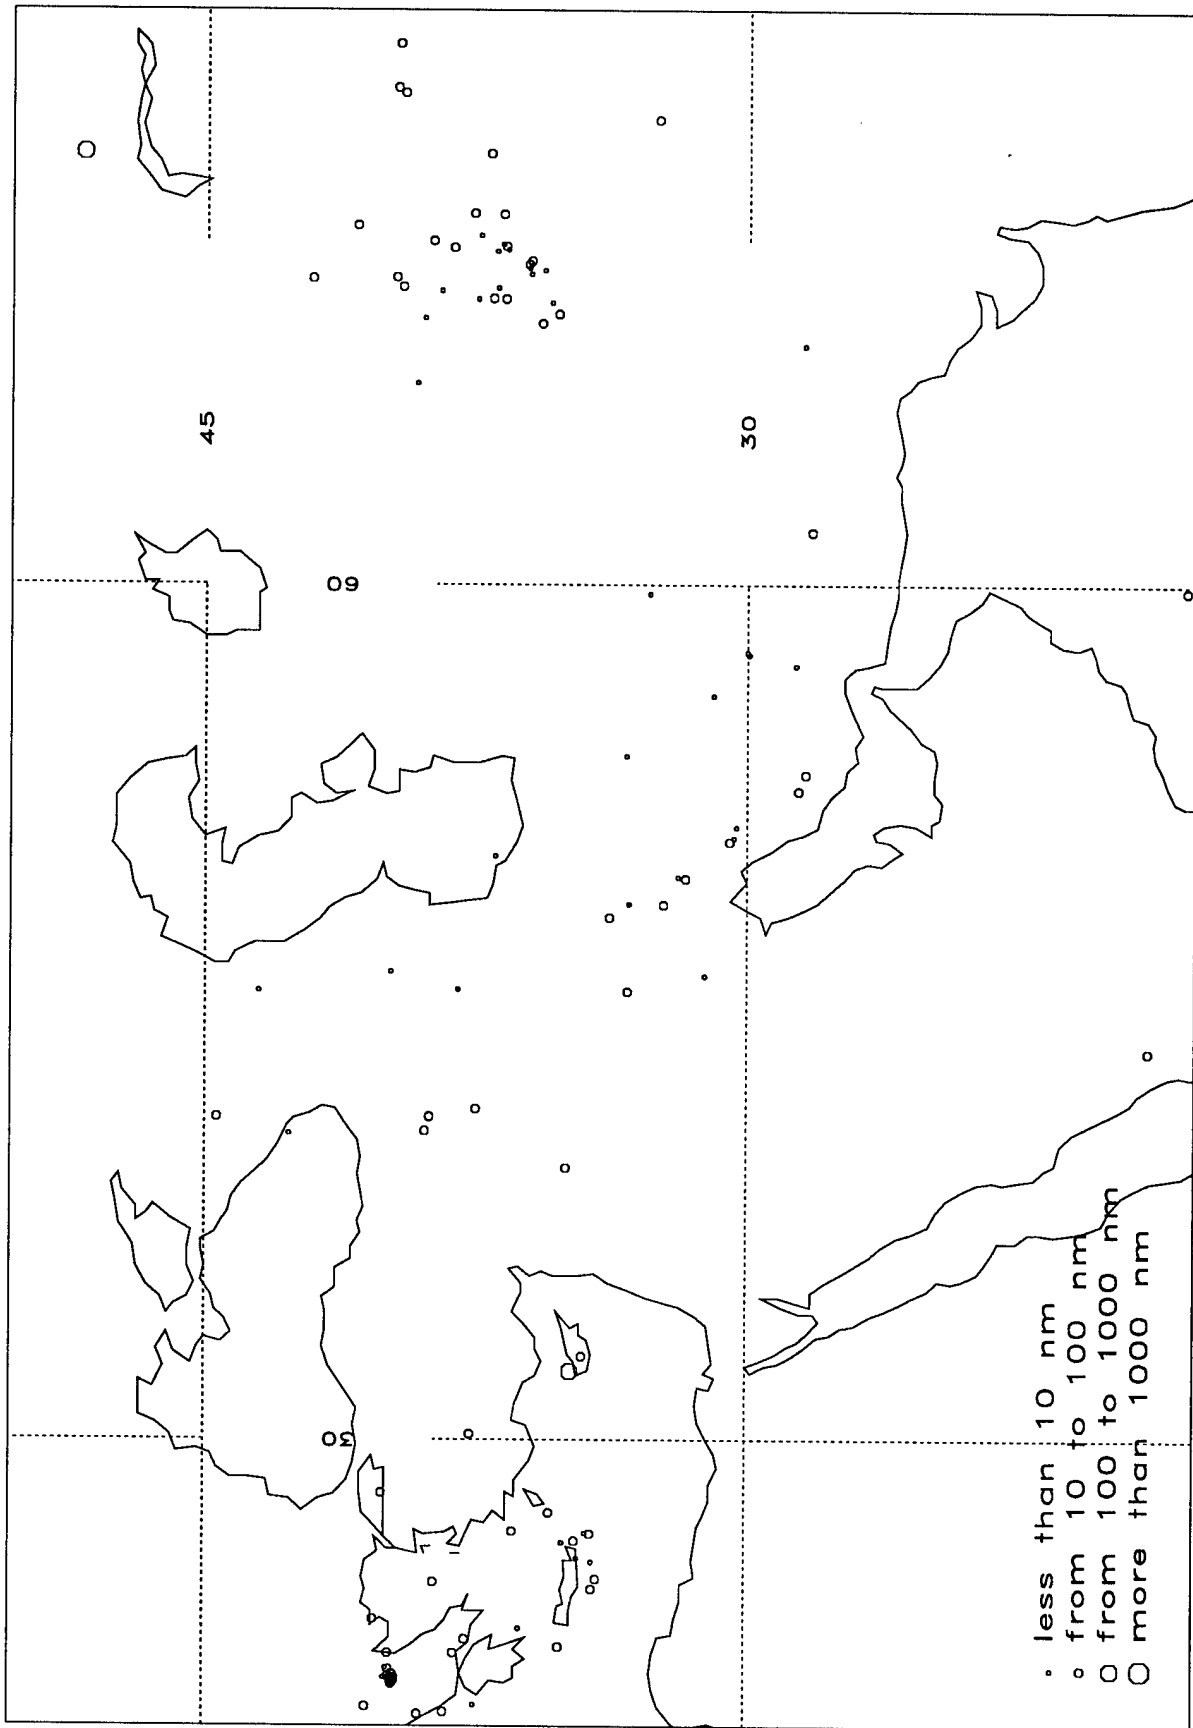 45
30
60
30
less than 10 nm
from 10 to 100 nm
from 100 to 1000 nm
more than 1000 nm